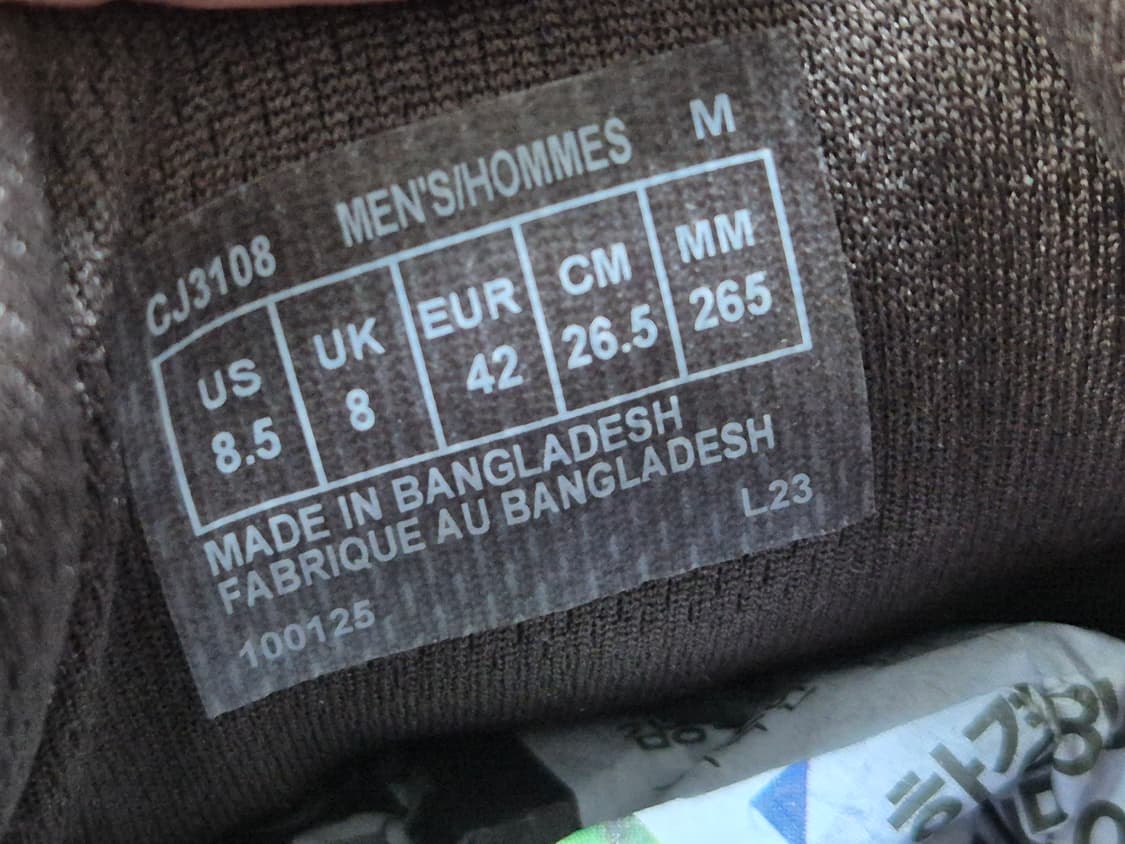 CJ3108 MEN'S/HOMMES M
US UK EUR CM MM
8.5 8 42 26.5 265
MADE IN BANGLADESH
FABRIQUE AU BANGLADESH
L23
100125